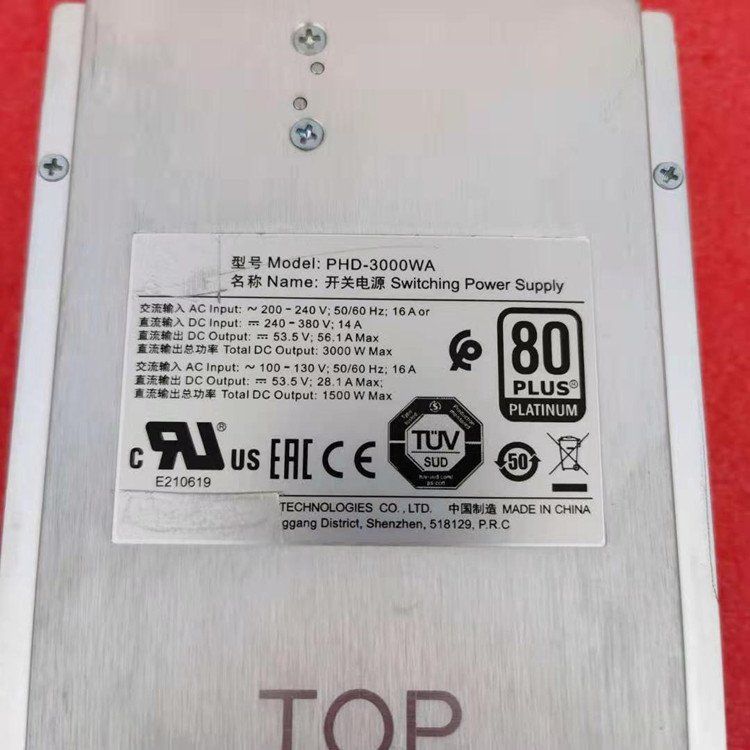 型号 Model: PHD-3000WA
名称 Name: 开关电源 Switching Power Supply
交流输入 AC Input: ~ 200-240 V; 50/60 Hz; 16 A or
直流输入 DC Input: ⎓ 240-380 V; 14 A
直流输出 DC Output: ⎓ 53.5 V; 56.1 A Max
直流输出总功率 Total DC Output: 3000 W Max
交流输入 AC Input: ~ 100-130 V; 50/60 Hz; 16 A
直流输出 DC Output: ⎓ 53.5 V; 28.1 A Max;
直流输出总功率 Total DC Output: 1500 W Max
80
PLUS®
PLATINUM
C RU® US
E210619
EAC
CE
TÜV
SÜD
50
TECHNOLOGIES CO., LTD. 中国制造 MADE IN CHINA
ggang District, Shenzhen, 518129, P.R.C
TOP